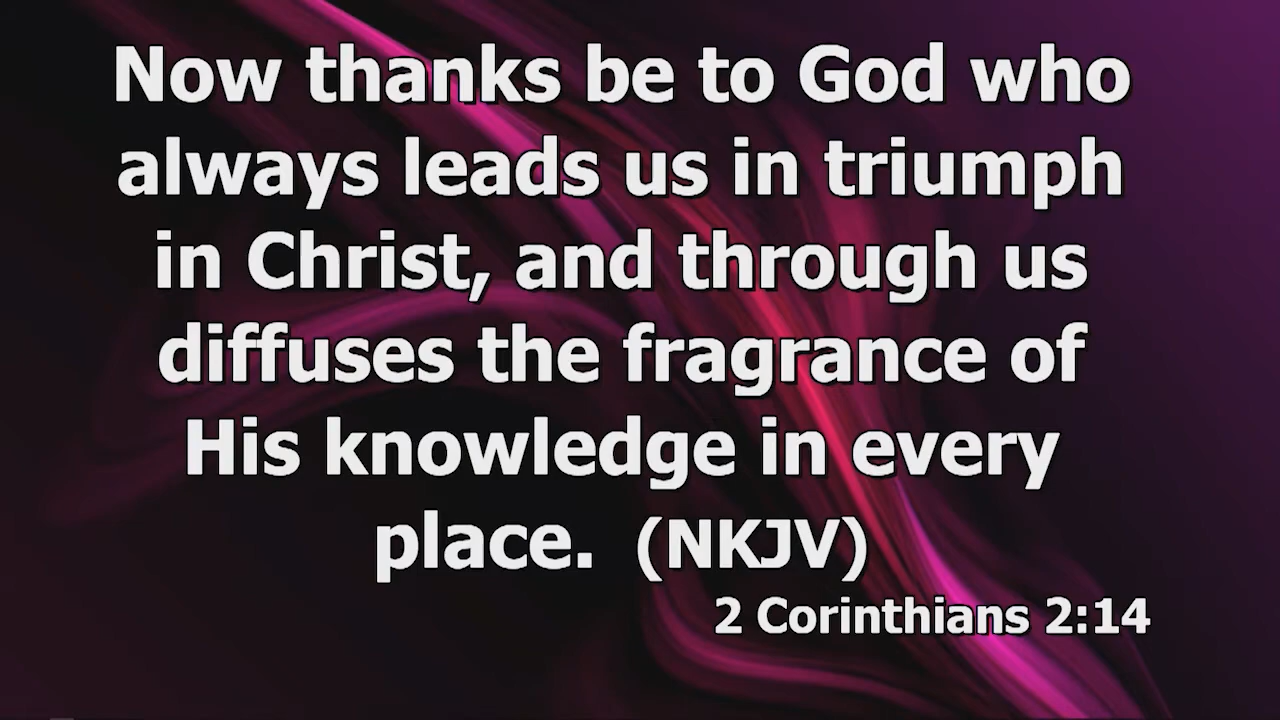 Now thanks be to God who
always leads us in triumph
in Christ, and through us
diffuses the fragrance of
His knowledge in every
place.  (NKJV)
2 Corinthians 2:14